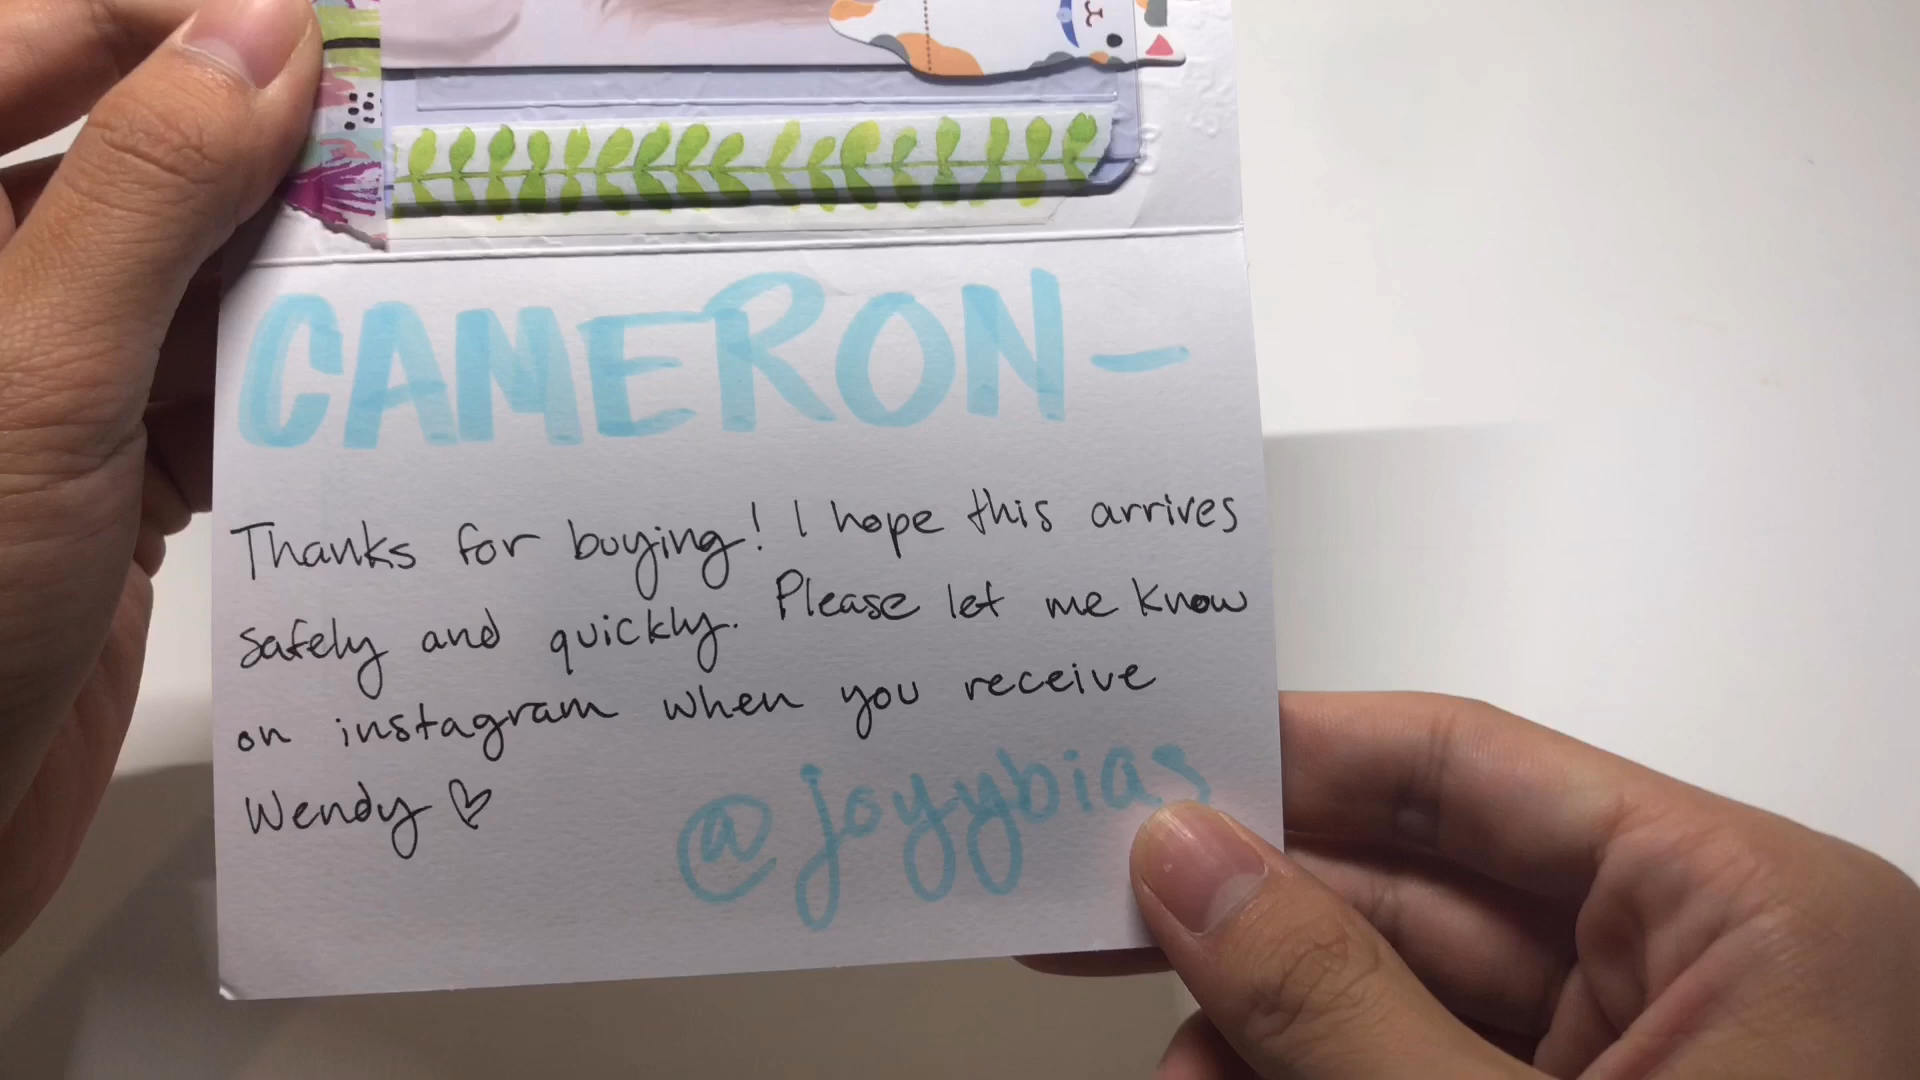 CAMERON -
Thanks for buying! I hope this arrives
safely and quickly. Please let me know
on instagram when you receive
Wendy ♡
@joyybias